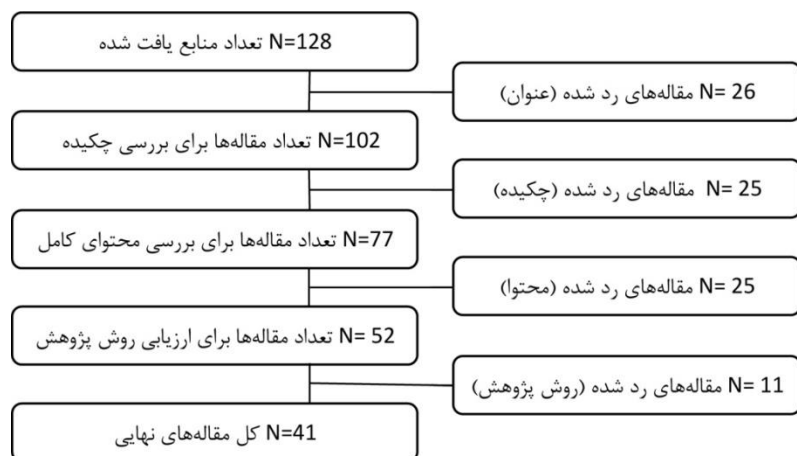 تعداد منابع یافت شده N=128
مقاله‌های رد شده (عنوان) N= 26
تعداد مقاله‌ها برای بررسی چکیده N=102
مقاله‌های رد شده (چکیده) N= 25
تعداد مقاله‌ها برای بررسی محتوای کامل N=77
مقاله‌های رد شده (محتوا) N= 25
تعداد مقاله‌ها برای ارزیابی روش پژوهش N= 52
مقاله‌های رد شده (روش پژوهش) N= 11
کل مقاله‌های نهایی N=41